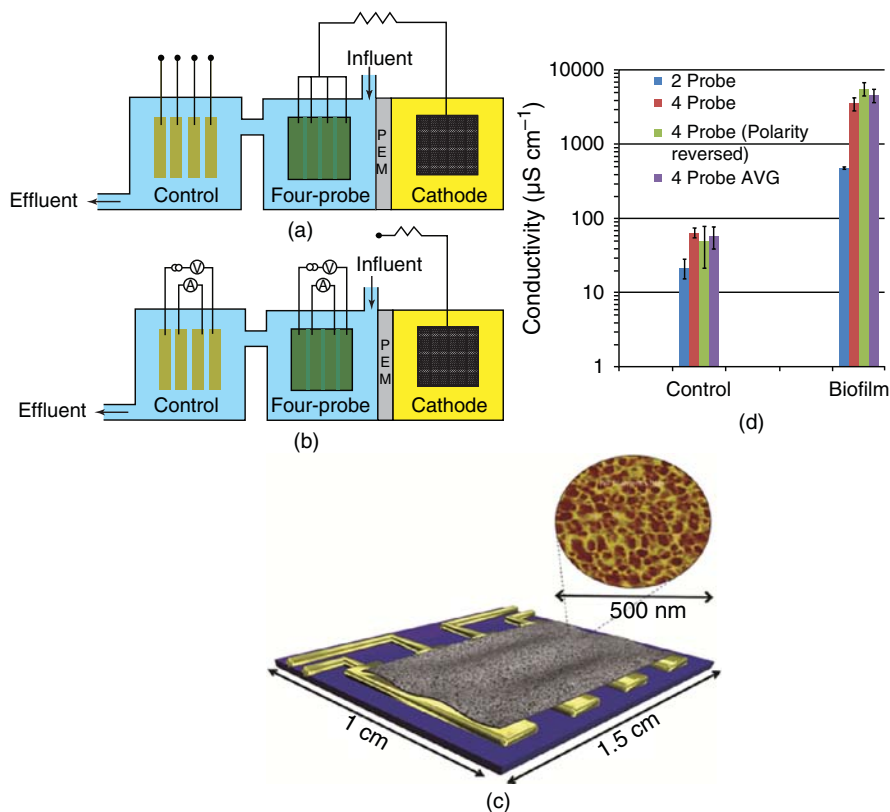 Influent
PEM
Control
Four-probe
Cathode
Effluent
(a)
Influent
PEM
Control
Four-probe
Cathode
Effluent
(b)
Conductivity (µS cm⁻¹)
10000
1000
100
10
1
2 Probe
4 Probe
4 Probe (Polarity
reversed)
4 Probe AVG
Control
Biofilm
(d)
V
A
V
A
500 nm
1 cm
1.5 cm
(c)